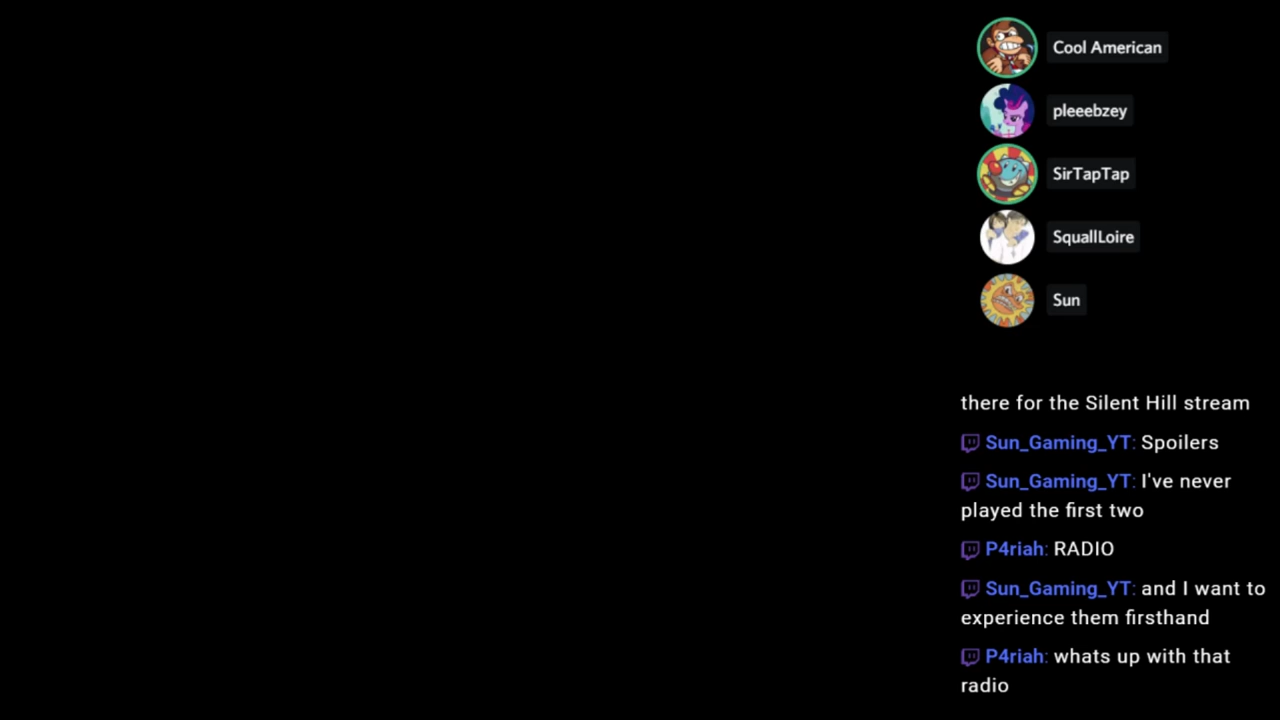 Cool American
pleeebzey
SirTapTap
SquallLoire
Sun
there for the Silent Hill stream
Sun_Gaming_YT: Spoilers
Sun_Gaming_YT: I've never
played the first two
P4riah: RADIO
Sun_Gaming_YT: and I want to
experience them firsthand
P4riah: whats up with that
radio